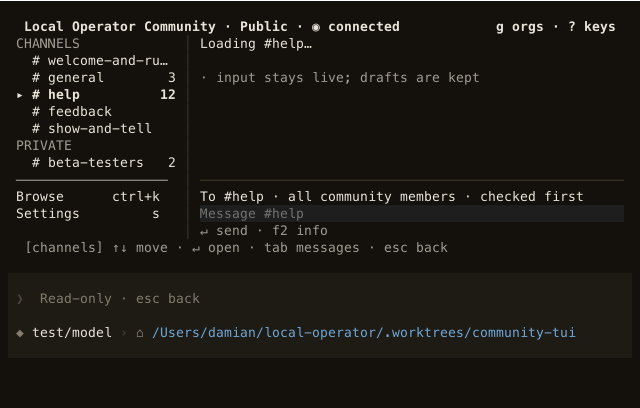 Local Operator Community · Public · ◉ connected g orgs · ? keys
CHANNELS
# welcome-and-ru…
# general 3
▸ # help 12
# feedback
# show-and-tell
PRIVATE
# beta-testers 2
Browse ctrl+k
Settings s
Loading #help…
· input stays live; drafts are kept
To #help · all community members · checked first
Message #help
↵ send · f2 info
[channels] ↑↓ move · ↵ open · tab messages · esc back
❯ Read-only · esc back
◆ test/model › ⌂ /Users/damian/local-operator/.worktrees/community-tui